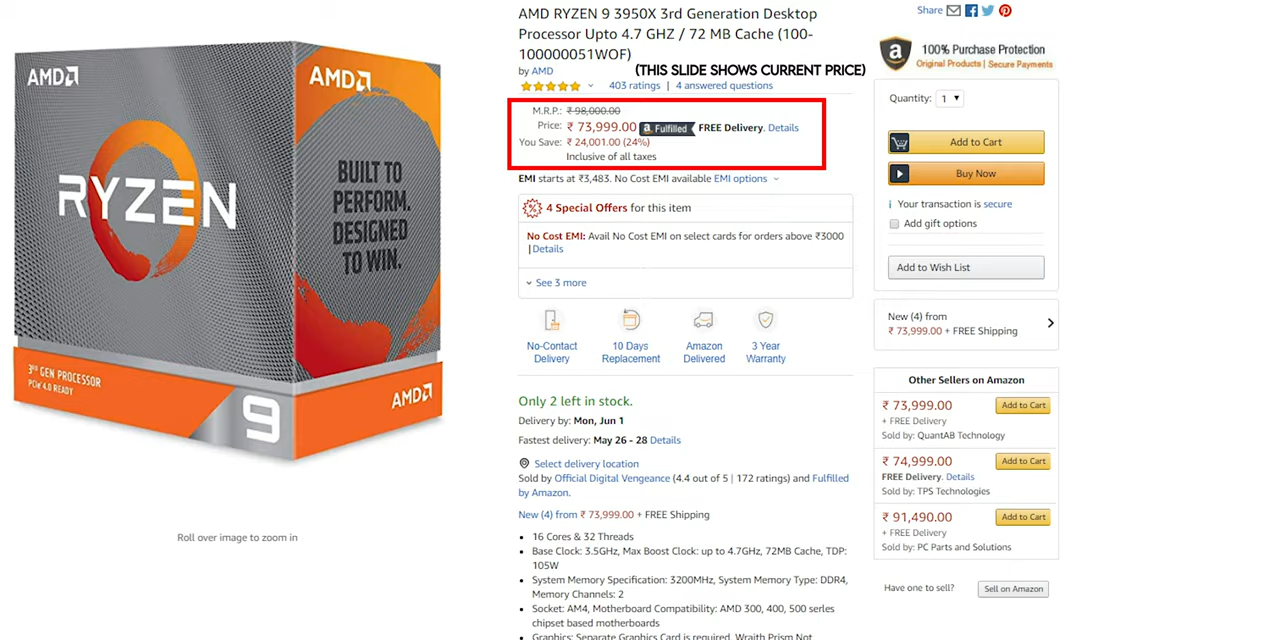 AMD
AMD
RYZEN
BUILT TO
PERFORM.
DESIGNED
TO WIN.
3RD GEN PROCESSOR
PCIe 4.0 READY
9
AMD
Roll over image to zoom in
AMD RYZEN 9 3950X 3rd Generation Desktop
Processor Upto 4.7 GHZ / 72 MB Cache (100-
100000051WOF)
by AMD
(THIS SLIDE SHOWS CURRENT PRICE)
403 ratings | 4 answered questions
M.R.P.: ₹ 98,000.00
Price: ₹ 73,999.00 a Fulfilled FREE Delivery. Details
You Save: ₹ 24,001.00 (24%)
Inclusive of all taxes
EMI starts at ₹3,483. No Cost EMI available EMI options
4 Special Offers for this item
No Cost EMI: Avail No Cost EMI on select cards for orders above ₹3000
|Details
See 3 more
No-Contact
Delivery
10 Days
Replacement
Amazon
Delivered
3 Year
Warranty
Only 2 left in stock.
Delivery by: Mon, Jun 1
Fastest delivery: May 26 - 28 Details
Select delivery location
Sold by Official Digital Vengeance (4.4 out of 5 | 172 ratings) and Fulfilled
by Amazon.
New (4) from ₹ 73,999.00 + FREE Shipping
• 16 Cores & 32 Threads
• Base Clock: 3.5GHz, Max Boost Clock: up to 4.7GHz, 72MB Cache, TDP:
105W
• System Memory Specification: 3200MHz, System Memory Type: DDR4,
Memory Channels: 2
• Socket: AM4, Motherboard Compatibility: AMD 300, 400, 500 series
chipset based motherboards
• Graphics: Separate Graphics Card is required, Wraith Prism Not
Share
a 100% Purchase Protection
Original Products | Secure Payments
Quantity: 1
Add to Cart
Buy Now
Your transaction is secure
Add gift options
Add to Wish List
New (4) from
₹ 73,999.00 + FREE Shipping
Other Sellers on Amazon
₹ 73,999.00 Add to Cart
+ FREE Delivery
Sold by: QuantAB Technology
₹ 74,999.00 Add to Cart
FREE Delivery. Details
Sold by: TPS Technologies
₹ 91,490.00 Add to Cart
+ FREE Delivery
Sold by: PC Parts and Solutions
Have one to sell? Sell on Amazon